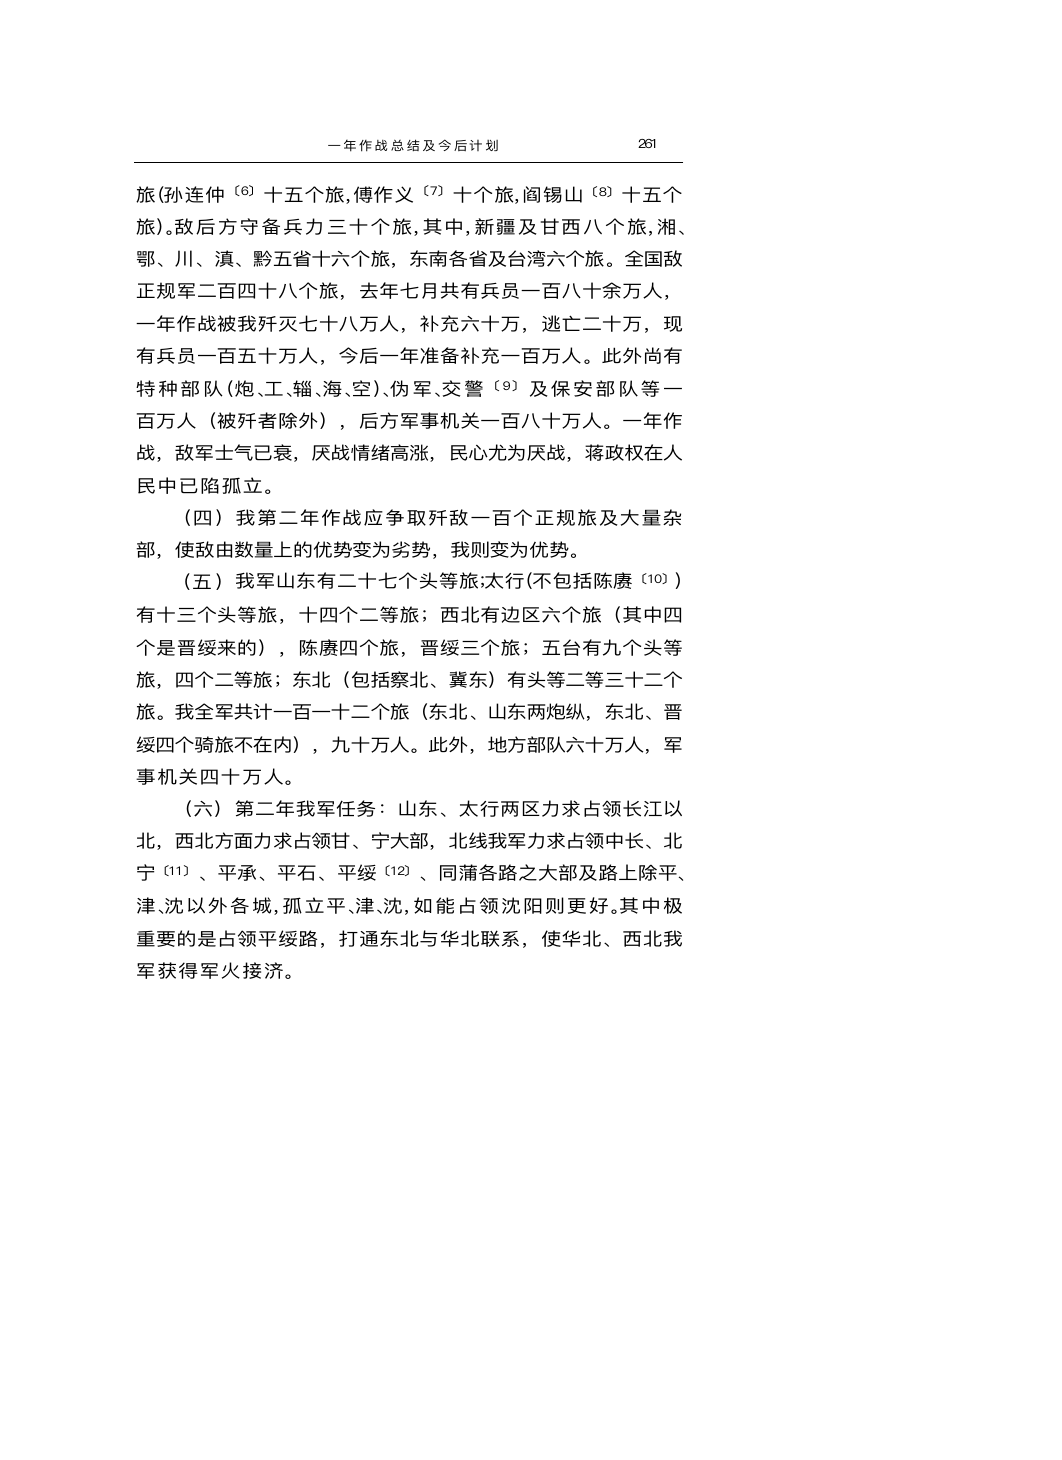 一年作战总结及今后计划 261
旅(孙连仲〔6〕十五个旅,傅作义〔7〕十个旅,阎锡山〔8〕十五个
旅)。敌后方守备兵力三十个旅,其中,新疆及甘西八个旅,湘、
鄂、川、滇、黔五省十六个旅，东南各省及台湾六个旅。全国敌
正规军二百四十八个旅，去年七月共有兵员一百八十余万人，
一年作战被我歼灭七十八万人，补充六十万，逃亡二十万，现
有兵员一百五十万人，今后一年准备补充一百万人。此外尚有
特种部队(炮、工、辎、海、空)、伪军、交警〔9〕及保安部队等一
百万人（被歼者除外），后方军事机关一百八十万人。一年作
战，敌军士气已衰，厌战情绪高涨，民心尤为厌战，蒋政权在人
民中已陷孤立。
（四）我第二年作战应争取歼敌一百个正规旅及大量杂
部，使敌由数量上的优势变为劣势，我则变为优势。
（五）我军山东有二十七个头等旅;太行(不包括陈赓〔10〕)
有十三个头等旅，十四个二等旅；西北有边区六个旅（其中四
个是晋绥来的），陈赓四个旅，晋绥三个旅；五台有九个头等
旅，四个二等旅；东北（包括察北、冀东）有头等二等三十二个
旅。我全军共计一百一十二个旅（东北、山东两炮纵，东北、晋
绥四个骑旅不在内），九十万人。此外，地方部队六十万人，军
事机关四十万人。
（六）第二年我军任务：山东、太行两区力求占领长江以
北，西北方面力求占领甘、宁大部，北线我军力求占领中长、北
宁〔11〕、平承、平石、平绥〔12〕、同蒲各路之大部及路上除平、
津、沈以外各城,孤立平、津、沈,如能占领沈阳则更好。其中极
重要的是占领平绥路，打通东北与华北联系，使华北、西北我
军获得军火接济。